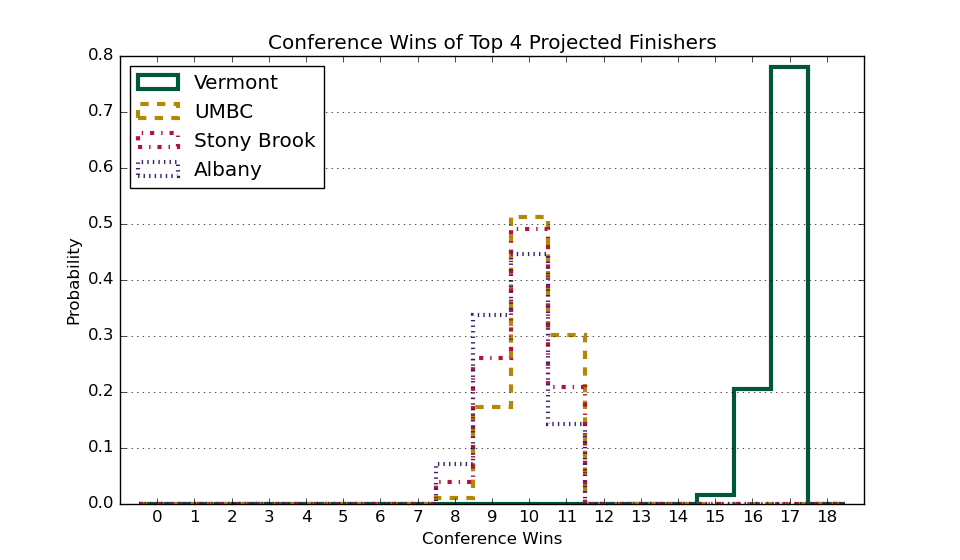 Conference Wins of Top 4 Projected Finishers
0.8
0.7
0.6
0.5
0.4
0.3
0.2
0.1
0.0
Probability
Vermont
UMBC
Stony Brook
Albany
0 1 2 3 4 5 6 7 8 9 10 11 12 13 14 15 16 17 18
Conference Wins